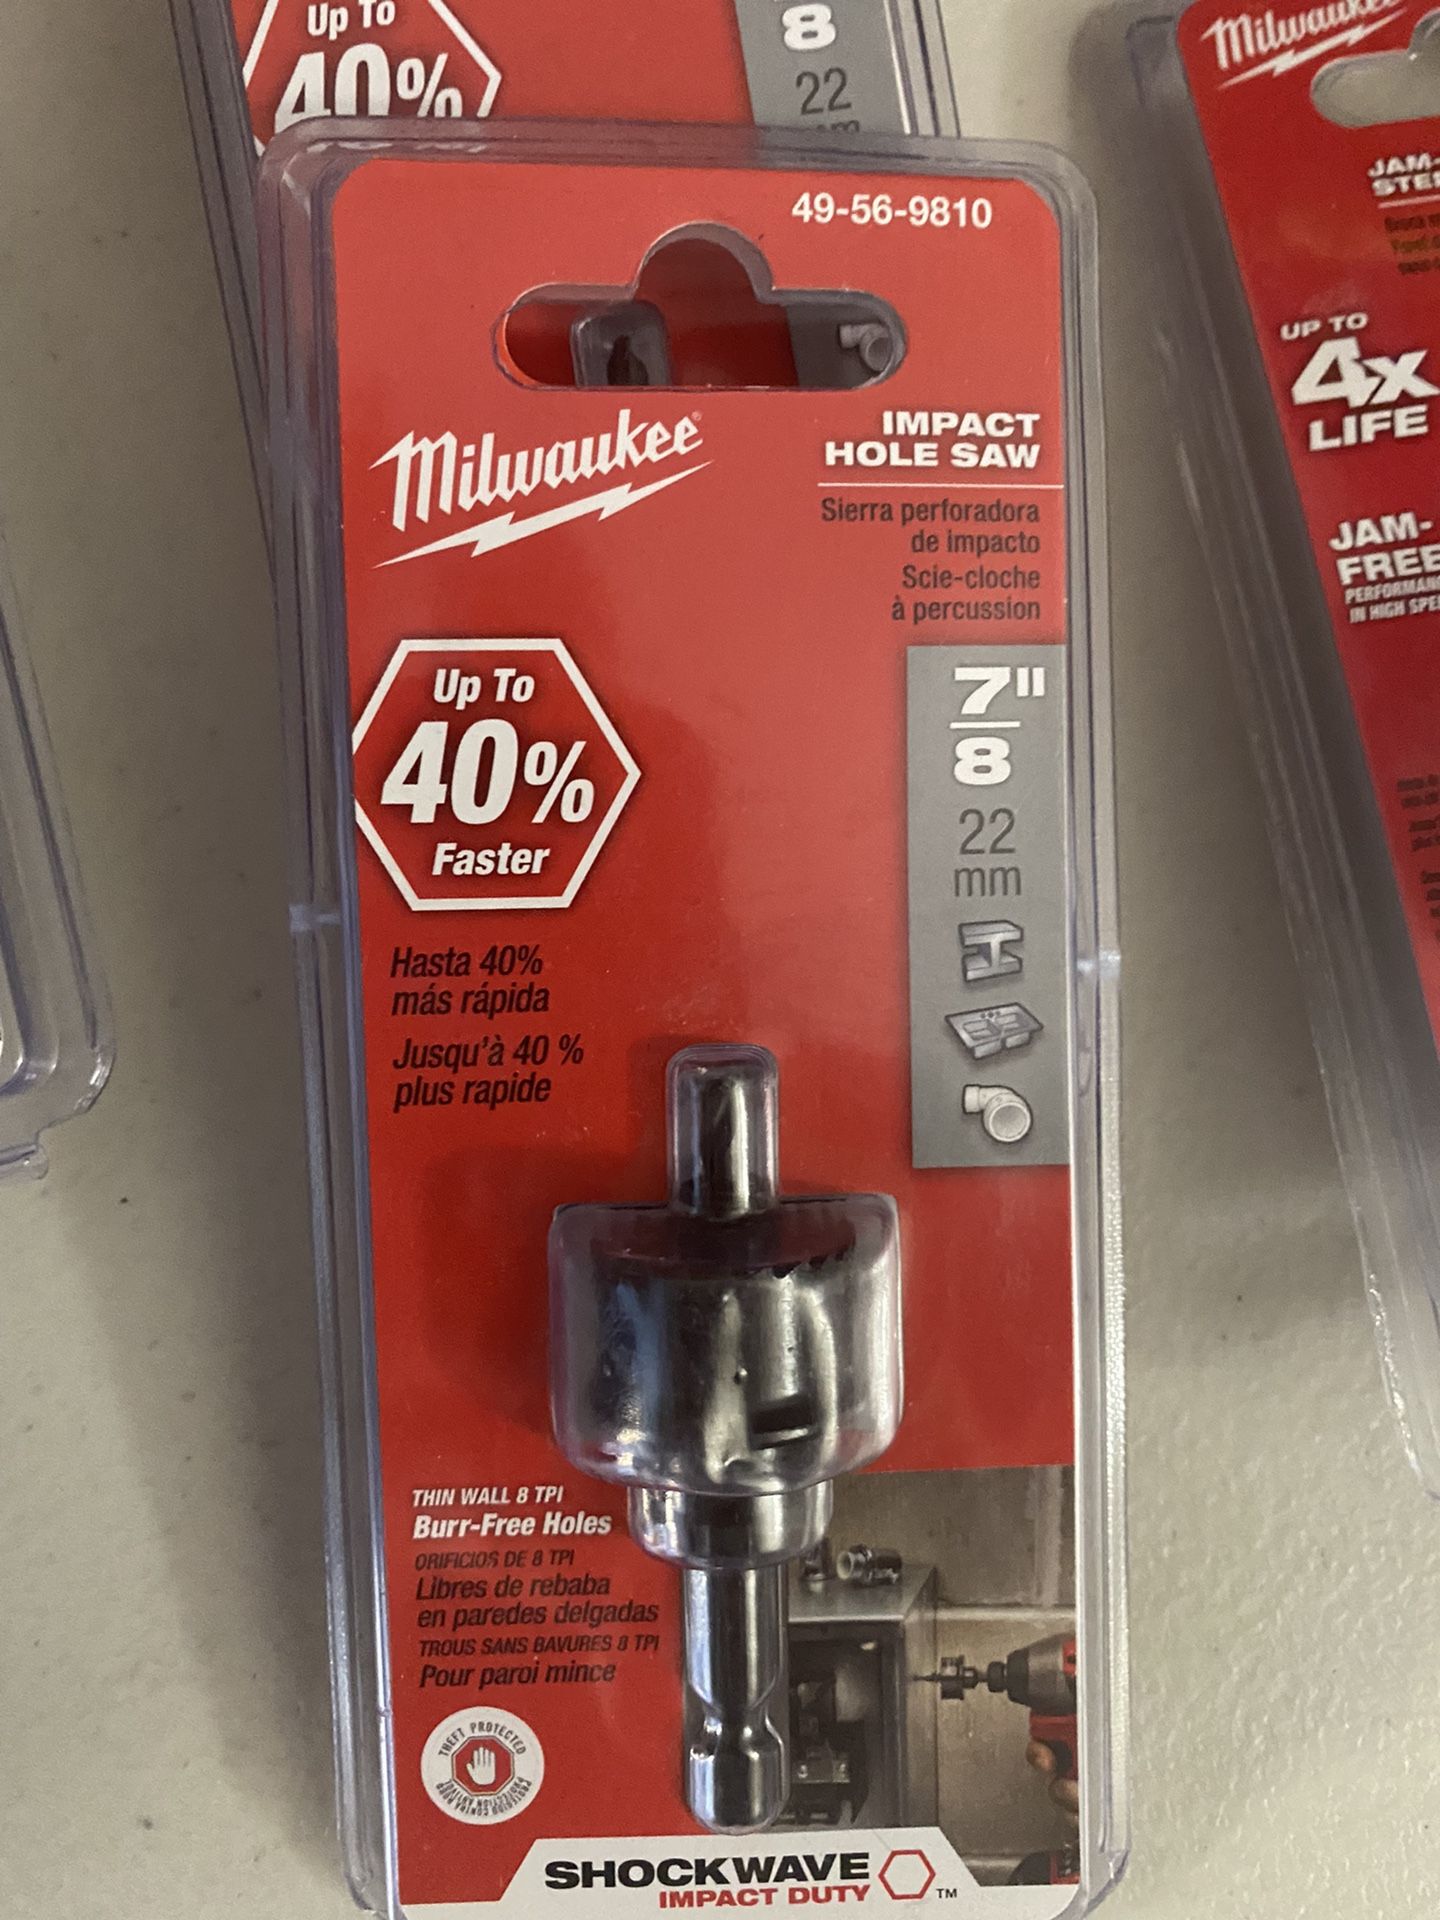 Up To
40%
8
22
mm
Milwaukee
JAM-
UP TO
4X
LIFE
JAM-
FREE
49-56-9810
Milwaukee
IMPACT
HOLE SAW
Sierra perforadora
de impacto
Scie-cloche
à percussion
Up To
40%
Faster
Hasta 40%
más rápida
Jusqu'à 40 %
plus rapide
7"
8
22
mm
THIN WALL 8 TPI
Burr-Free Holes
ORIFICIOS DE 8 TPI
Libres de rebaba
en paredes delgadas
TROUS SANS BAVURES 8 TPI
Pour paroi mince
THEFT PROTECTED
SHOCKWAVE
IMPACT DUTY ™